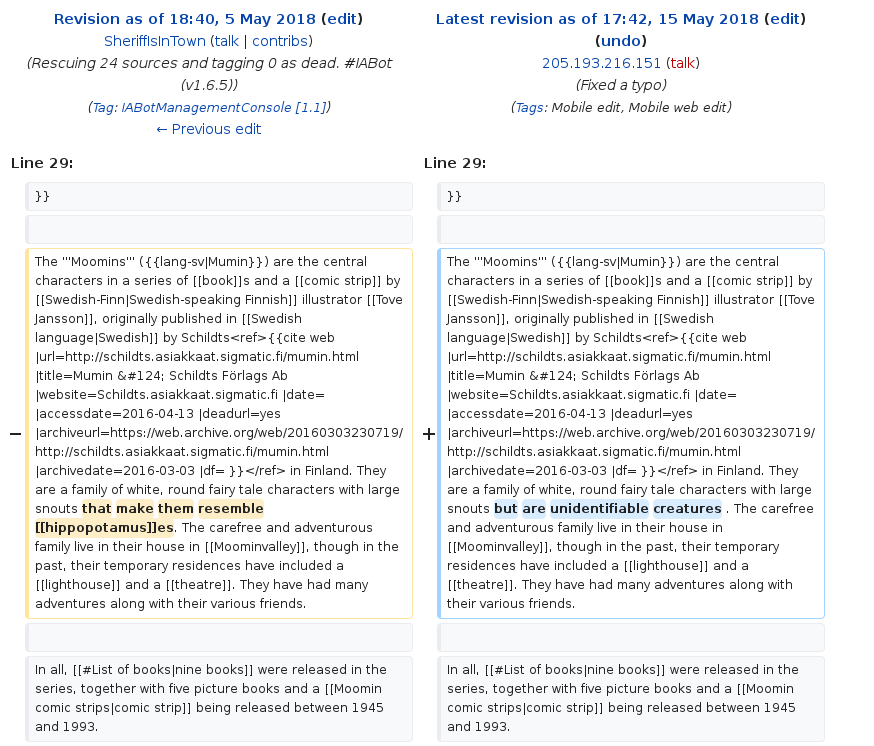 Revision as of 18:40, 5 May 2018 (edit)
SheriffIsInTown (talk | contribs)
(Rescuing 24 sources and tagging 0 as dead. #IABot
(v1.6.5))
(Tag: IABotManagementConsole [1.1])
← Previous edit
Latest revision as of 17:42, 15 May 2018 (edit)
(undo)
205.193.216.151 (talk)
(Fixed a typo)
(Tags: Mobile edit, Mobile web edit)
Line 29:
Line 29:
}}
}}
−
The '''Moomins''' ({{lang-sv|Mumin}}) are the central
characters in a series of [[book]]s and a [[comic strip]] by
[[Swedish-Finn|Swedish-speaking Finnish]] illustrator [[Tove
Jansson]], originally published in [[Swedish
language|Swedish]] by Schildts<ref>{{cite web
|url=http://schildts.asiakkaat.sigmatic.fi/mumin.html
|title=Mumin &#124; Schildts Förlags Ab
|website=Schildts.asiakkaat.sigmatic.fi |date=
|accessdate=2016-04-13 |deadurl=yes
|archiveurl=https://web.archive.org/web/20160303230719/
http://schildts.asiakkaat.sigmatic.fi/mumin.html
|archivedate=2016-03-03 |df= }}</ref> in Finland. They
are a family of white, round fairy tale characters with large
snouts that make them resemble
[[hippopotamus]]es. The carefree and adventurous
family live in their house in [[Moominvalley]], though in the
past, their temporary residences have included a
[[lighthouse]] and a [[theatre]]. They have had many
adventures along with their various friends.
+
The '''Moomins''' ({{lang-sv|Mumin}}) are the central
characters in a series of [[book]]s and a [[comic strip]] by
[[Swedish-Finn|Swedish-speaking Finnish]] illustrator [[Tove
Jansson]], originally published in [[Swedish
language|Swedish]] by Schildts<ref>{{cite web
|url=http://schildts.asiakkaat.sigmatic.fi/mumin.html
|title=Mumin &#124; Schildts Förlags Ab
|website=Schildts.asiakkaat.sigmatic.fi |date=
|accessdate=2016-04-13 |deadurl=yes
|archiveurl=https://web.archive.org/web/20160303230719/
http://schildts.asiakkaat.sigmatic.fi/mumin.html
|archivedate=2016-03-03 |df= }}</ref> in Finland. They
are a family of white, round fairy tale characters with large
snouts but are unidentifiable creatures . The carefree
and adventurous family live in their house in
[[Moominvalley]], though in the past, their temporary
residences have included a [[lighthouse]] and a
[[theatre]]. They have had many adventures along with
their various friends.
In all, [[#List of books|nine books]] were released in the
series, together with five picture books and a [[Moomin
comic strips|comic strip]] being released between 1945
and 1993.
In all, [[#List of books|nine books]] were released in the
series, together with five picture books and a [[Moomin
comic strips|comic strip]] being released between 1945
and 1993.